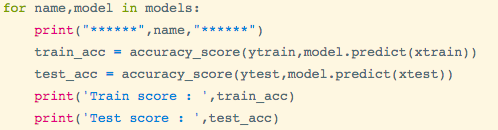 for name,model in models:
    print("******",name,"******")
    train_acc = accuracy_score(ytrain,model.predict(xtrain))
    test_acc = accuracy_score(ytest,model.predict(xtest))
    print('Train score : ',train_acc)
    print('Test score : ',test_acc)